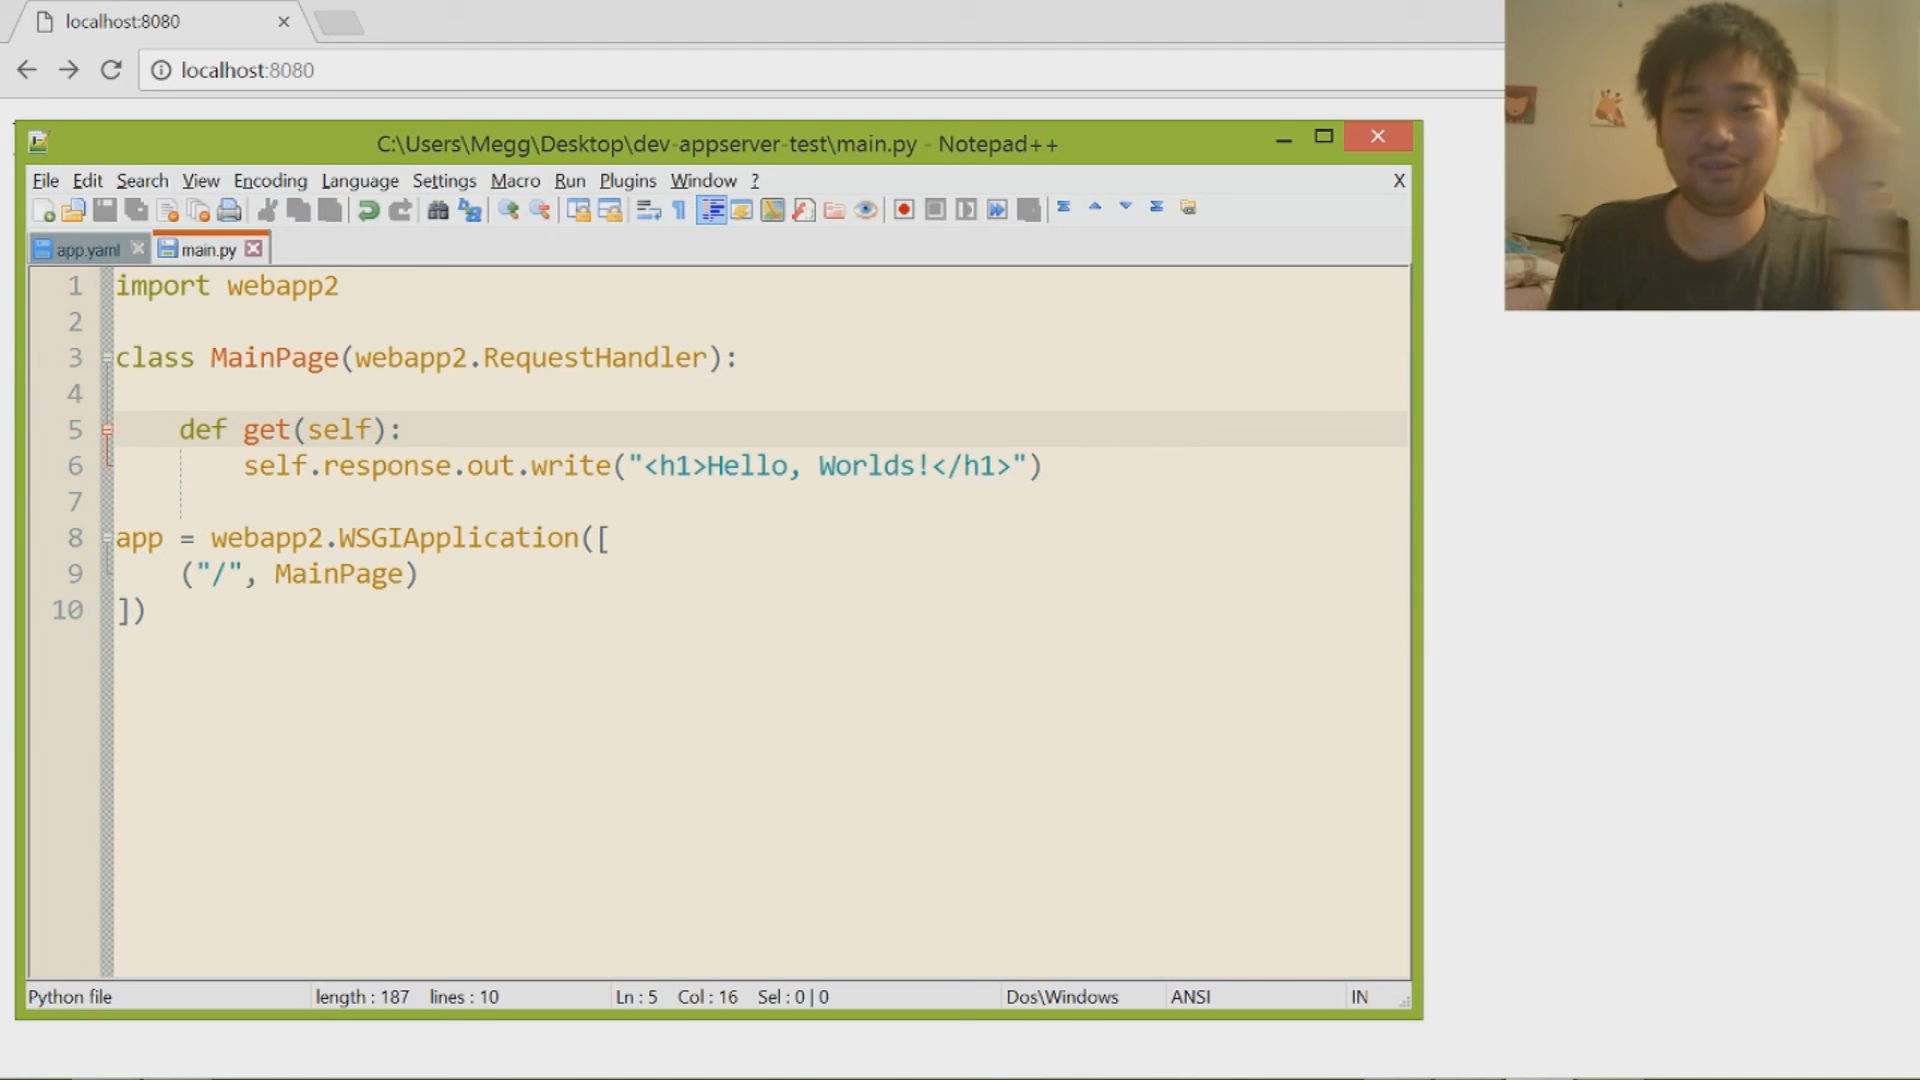 localhost:8080
localhost:8080
C:\Users\Megg\Desktop\dev-appserver-test\main.py - Notepad++
File Edit Search View Encoding Language Settings Macro Run Plugins Window ? X
app.yaml main.py
1 import webapp2
2
3 class MainPage(webapp2.RequestHandler):
4
5     def get(self):
6         self.response.out.write("<h1>Hello, Worlds!</h1>")
7
8 app = webapp2.WSGIApplication([
9     ("/", MainPage)
10 ])
Python file length : 187 lines : 10 Ln : 5 Col : 16 Sel : 0 | 0 Dos\Windows ANSI IN